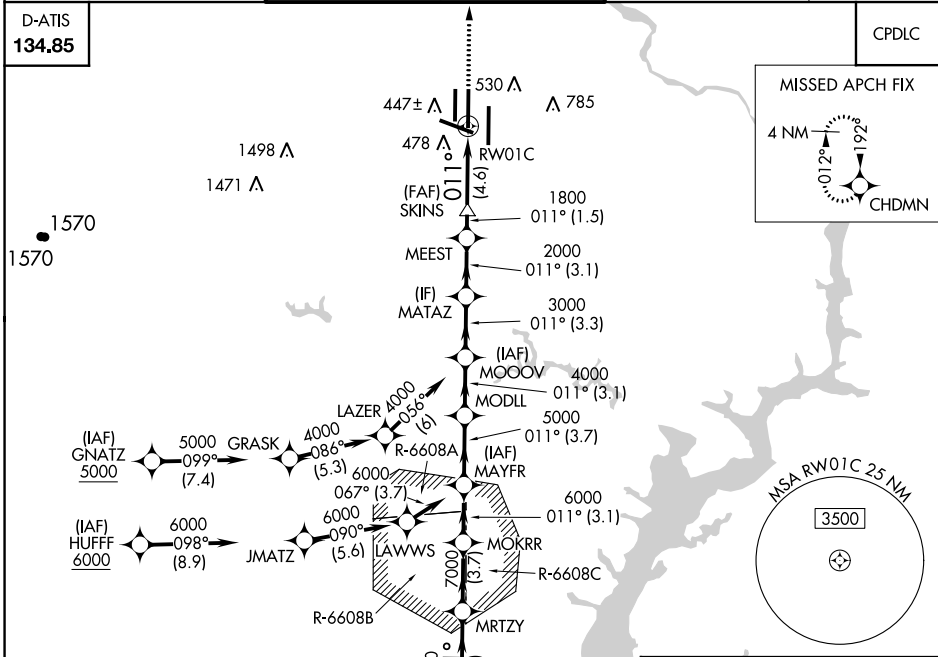 D-ATIS
134.85
CPDLC
MISSED APCH FIX
4 NM
012°
192°
CHDMN
530
447±
785
478
RW01C
1498
1471
011°
(4.6)
(FAF)
SKINS
1800
011° (1.5)
1570
1570
MEEST
2000
011° (3.1)
(IF)
MATAZ
3000
011° (3.3)
(IAF)
MOOOV
4000
011° (3.1)
MODLL
LAZER
4000
056°
(6)
5000
011° (3.7)
(IAF)
GNATZ
5000
5000
099°
(7.4)
GRASK
4000
086°
(5.3)
R-6608A
(IAF)
MAYFR
6000
067° (3.7)
6000
011° (3.1)
MSA RW01C 25 NM
3500
(IAF)
HUFFF
6000
6000
098°
(8.9)
JMATZ
6000
090°
(5.6)
LAWWS
MOKRR
7000
(3.7)
R-6608C
R-6608B
MRTZY